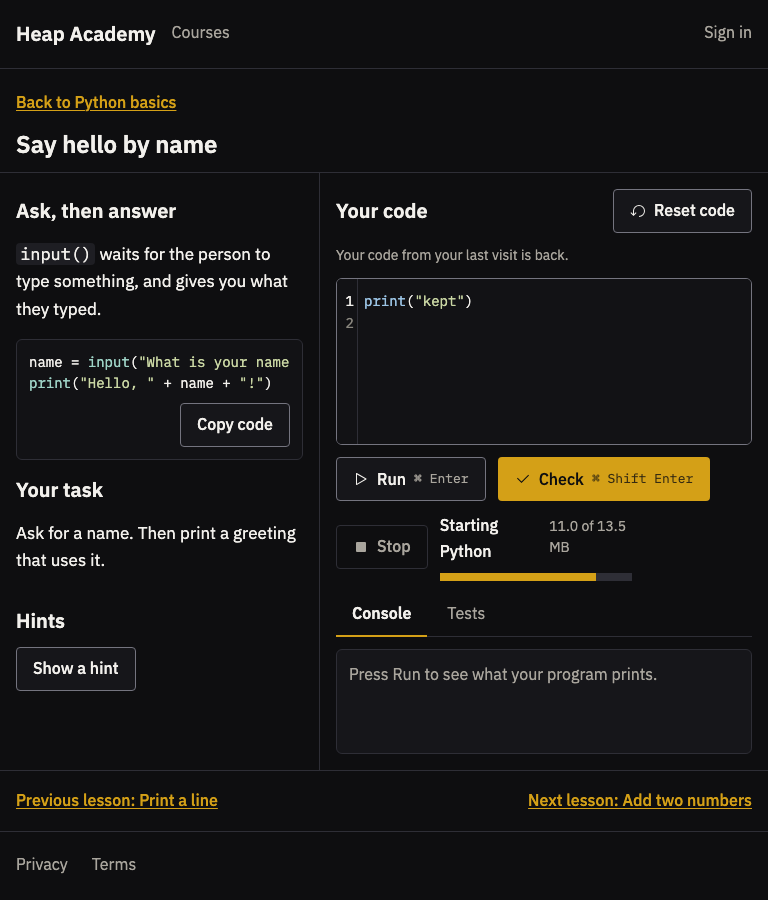 Heap Academy Courses Sign in
Back to Python basics
Say hello by name
Ask, then answer
input() waits for the person to
type something, and gives you what
they typed.
name = input("What is your name
print("Hello, " + name + "!")
Copy code
Your task
Ask for a name. Then print a greeting
that uses it.
Hints
Show a hint
Your code
Reset code
Your code from your last visit is back.
1 print("kept")
2
Run ⌘ Enter
Check ⌘ Shift Enter
Stop
Starting
Python
11.0 of 13.5
MB
Console Tests
Press Run to see what your program prints.
Previous lesson: Print a line
Next lesson: Add two numbers
Privacy Terms